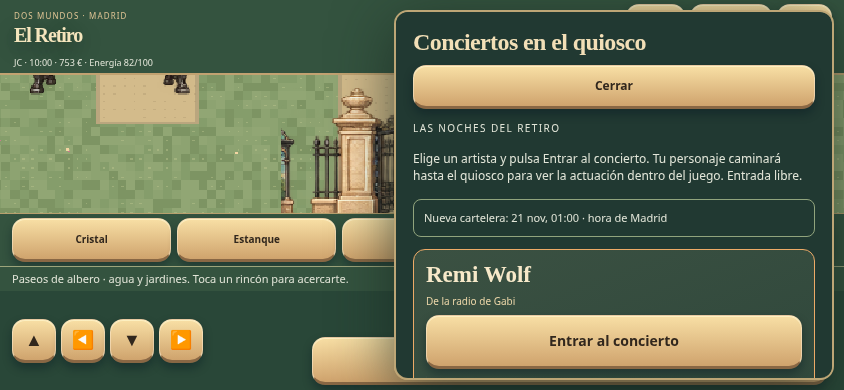 DOS MUNDOS · MADRID
El Retiro
JC · 10:00 · 753 € · Energía 82/100
Cristal
Estanque
Paseos de albero · agua y jardines. Toca un rincón para acercarte.
Conciertos en el quiosco
Cerrar
LAS NOCHES DEL RETIRO
Elige un artista y pulsa Entrar al concierto. Tu personaje caminará
hasta el quiosco para ver la actuación dentro del juego. Entrada libre.
Nueva cartelera: 21 nov, 01:00 · hora de Madrid
Remi Wolf
De la radio de Gabi
Entrar al concierto